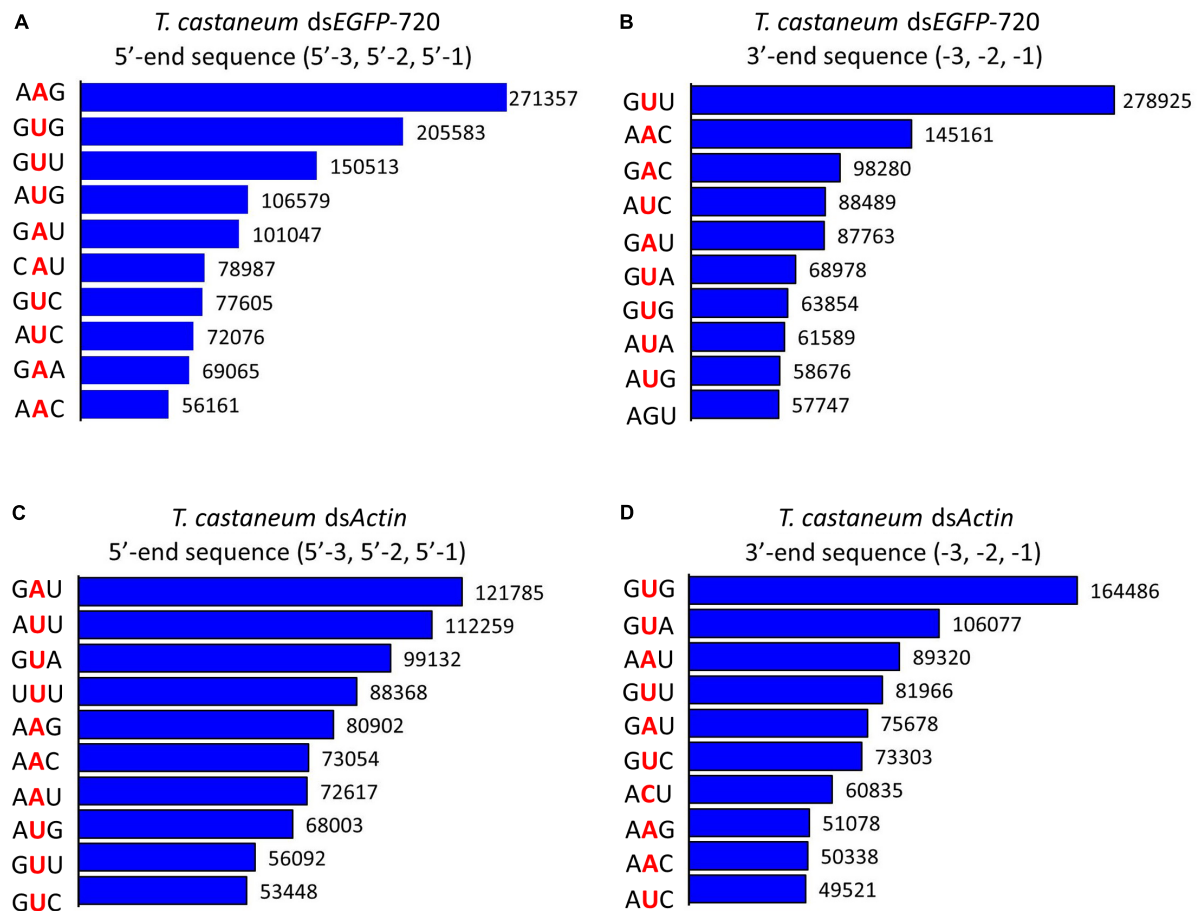 A
T. castaneum dsEGFP-720
5’-end sequence (5’-3, 5’-2, 5’-1)
AAG 271357
GUG 205583
GUU 150513
AUG 106579
GAU 101047
CAU 78987
GUC 77605
AUC 72076
GAA 69065
AAC 56161
B
T. castaneum dsEGFP-720
3’-end sequence (-3, -2, -1)
GUU 278925
AAC 145161
GAC 98280
AUC 88489
GAU 87763
GUA 68978
GUG 63854
AUA 61589
AUG 58676
AGU 57747
C
T. castaneum dsActin
5’-end sequence (5’-3, 5’-2, 5’-1)
GAU 121785
AUU 112259
GUA 99132
UUU 88368
AAG 80902
AAC 73054
AAU 72617
AUG 68003
GUU 56092
GUC 53448
D
T. castaneum dsActin
3’-end sequence (-3, -2, -1)
GUG 164486
GUA 106077
AAU 89320
GUU 81966
GAU 75678
GUC 73303
ACU 60835
AAG 51078
AAC 50338
AUC 49521